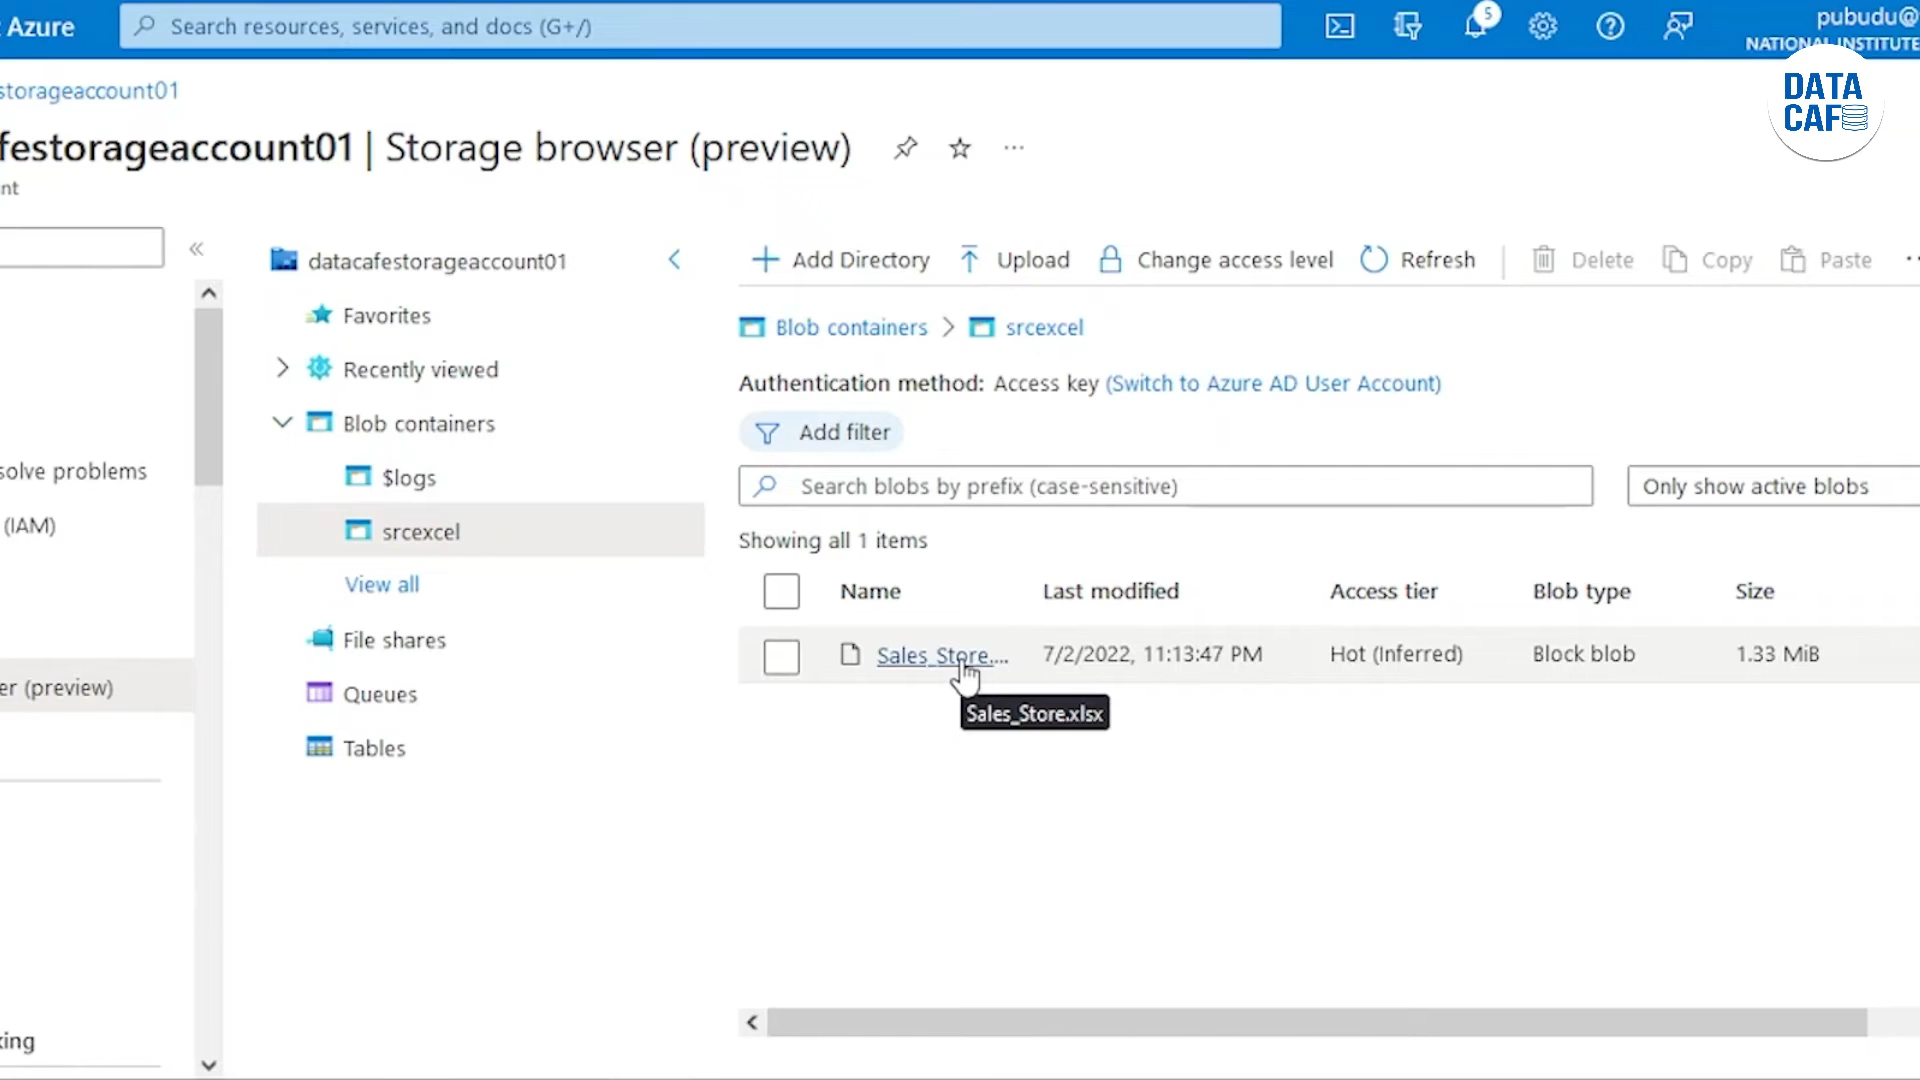 Azure
Search resources, services, and docs (G+/)
5
pubudu@
NATIONAL INSTITUTE
DATA
CAF
storageaccount01
festorageaccount01 | Storage browser (preview)
nt
datacafestorageaccount01
Favorites
Recently viewed
Blob containers
$logs
srcexcel
View all
File shares
Queues
Tables
solve problems
(IAM)
er (preview)
king
Add Directory
Upload
Change access level
Refresh
Delete
Copy
Paste
Blob containers > srcexcel
Authentication method: Access key (Switch to Azure AD User Account)
Add filter
Search blobs by prefix (case-sensitive)
Only show active blobs
Showing all 1 items
Name Last modified Access tier Blob type Size
Sales_Store.... 7/2/2022, 11:13:47 PM Hot (Inferred) Block blob 1.33 MiB
Sales_Store.xlsx